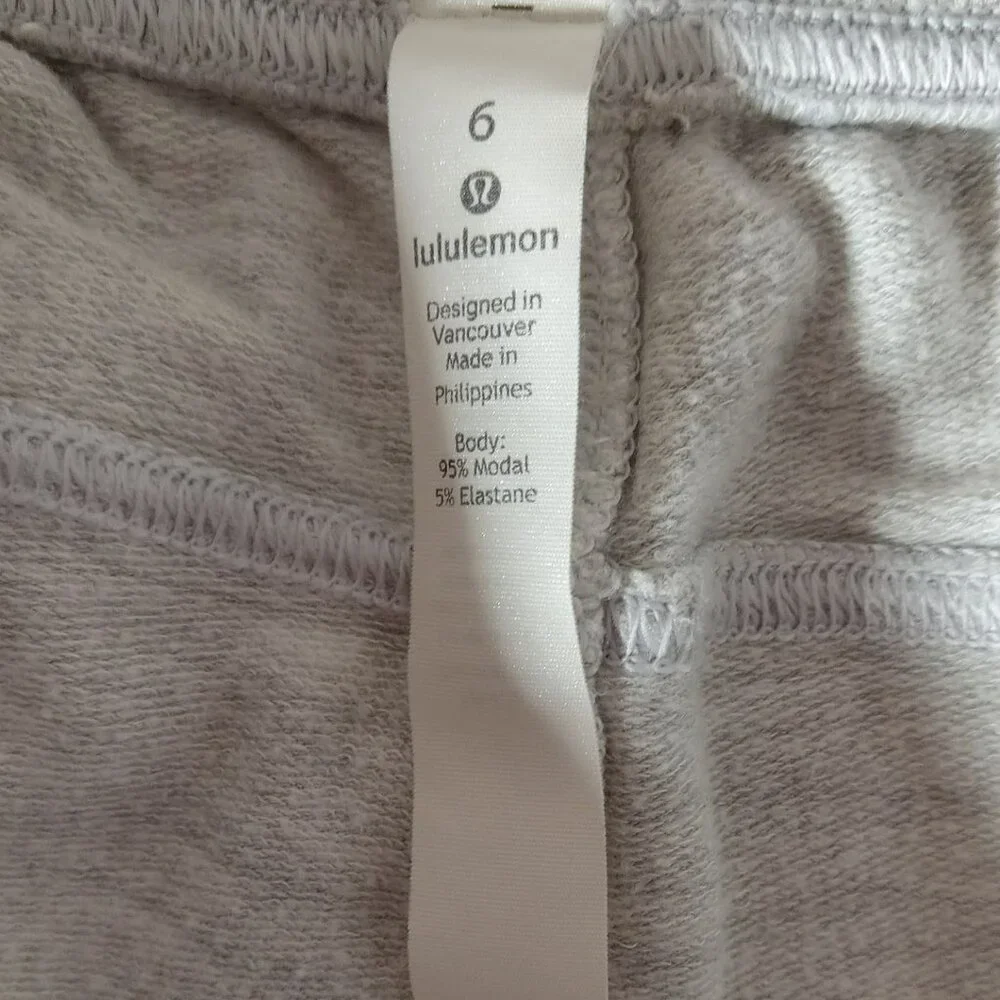 6
lululemon
Designed in
Vancouver
Made in
Philippines
Body:
95% Modal
5% Elastane